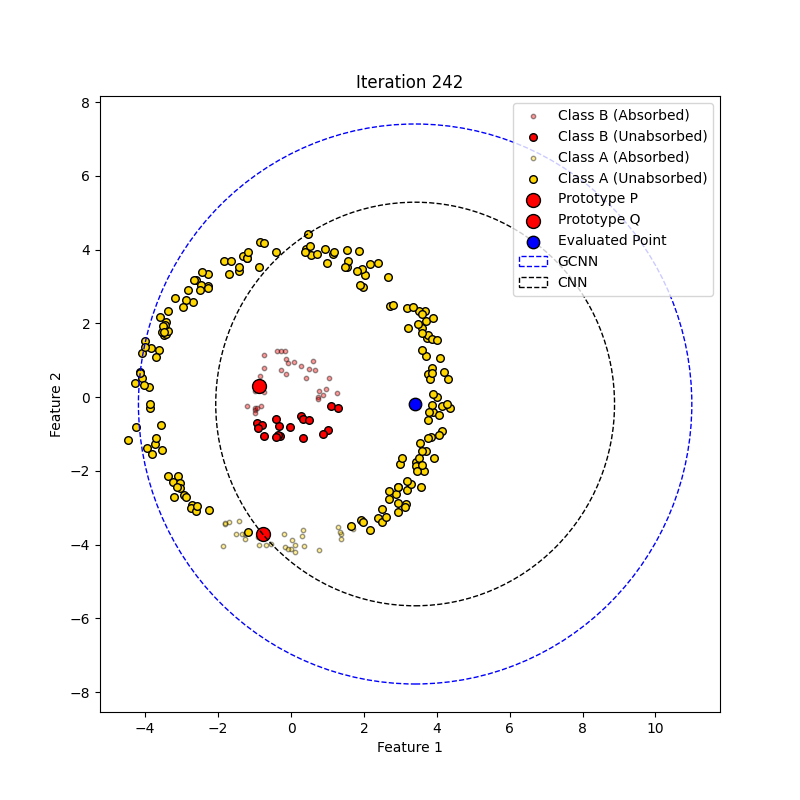 Iteration 242
Class B (Absorbed)
Class B (Unabsorbed)
Class A (Absorbed)
Class A (Unabsorbed)
Prototype P
Prototype Q
Evaluated Point
GCNN
CNN
8
6
4
2
0
−2
−4
−6
−8
Feature 2
−4 −2 0 2 4 6 8 10
Feature 1